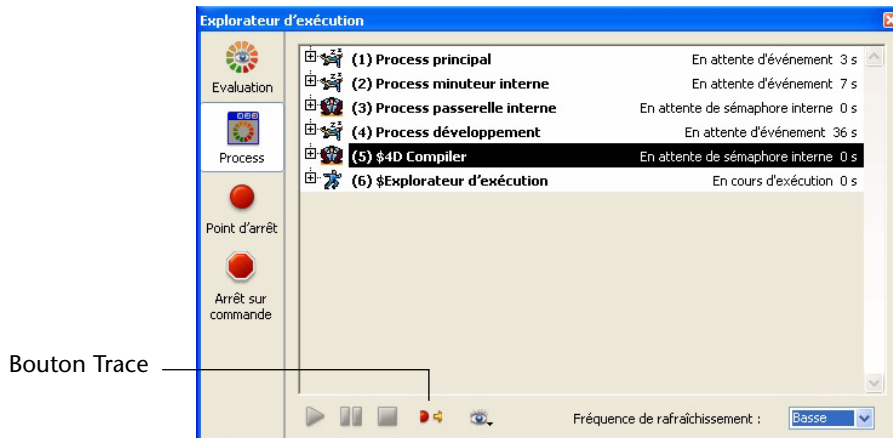 Explorateur d'exécution
Evaluation
Process
Point d'arrêt
Arrêt sur
commande
(1) Process principal En attente d'événement 3 s
(2) Process minuteur interne En attente d'événement 7 s
(3) Process passerelle interne En attente de sémaphore interne 0 s
(4) Process développement En attente d'événement 36 s
(5) $4D Compiler En attente de sémaphore interne 0 s
(6) $Explorateur d'exécution En cours d'exécution 0 s
Bouton Trace
Fréquence de rafraîchissement : Basse